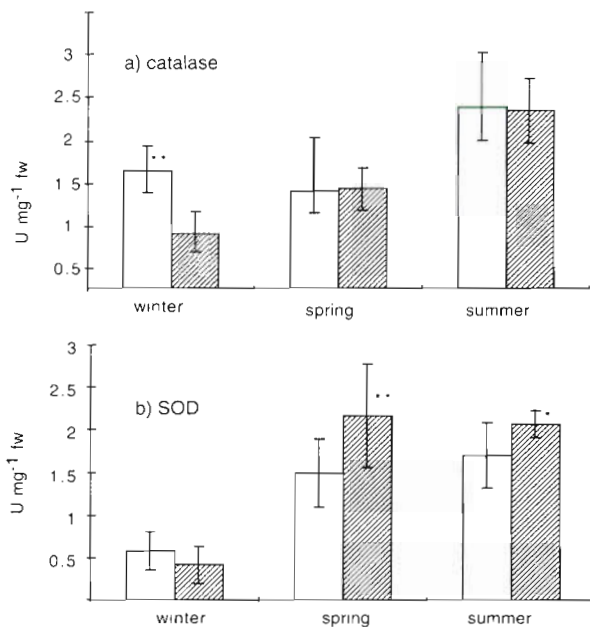 a) catalase
3
2.5
2
1.5
1
0.5
U mg-1 fw
winter spring summer
b) SOD
3
2.5
2
1.5
1
0.5
U mg-1 fw
winter spring summer